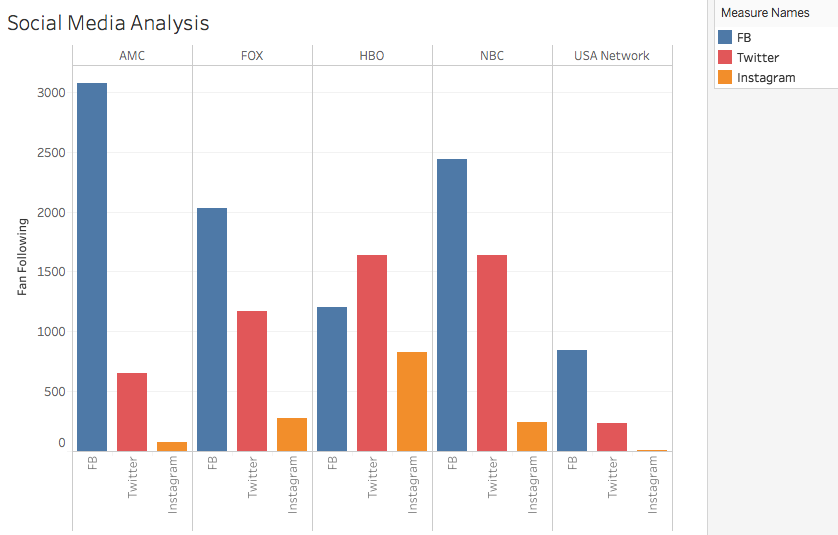 Social Media Analysis
AMC FOX HBO NBC USA Network
3000
2500
2000
1500
1000
500
0
Fan Following
FB Twitter Instagram FB Twitter Instagram FB Twitter Instagram FB Twitter Instagram FB Twitter Instagram
Measure Names
FB
Twitter
Instagram